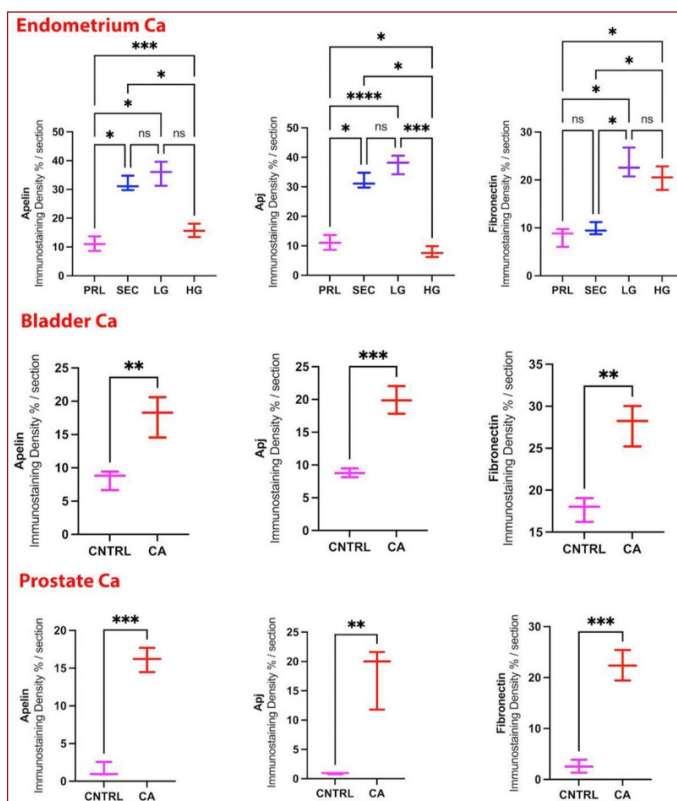 Endometrium Ca
***
*
*
* ns ns
Apelin
Immunostaining Density % / section
50
40
30
20
10
0
PRL SEC LG HG
*
*
****
* ns ***
Apj
Immunostaining Density % / section
50
40
30
20
10
0
PRL SEC LG HG
*
*
*
ns * ns
Fibronectin
Immunostaining Density % / section
40
30
20
10
0
PRL SEC LG HG
Bladder Ca
**
Apelin
Immunostaining Density % / section
25
20
15
10
5
0
CNTRL CA
***
Apj
Immunostaining Density % / section
25
20
15
10
5
0
CNTRL CA
**
Fibronectin
Immunostaining Density % / section
35
30
25
20
15
CNTRL CA
Prostate Ca
***
Apelin
Immunostaining Density % / section
20
15
10
5
0
CNTRL CA
**
Apj
Immunostaining Density % / section
25
20
15
10
5
0
CNTRL CA
***
Fibronectin
Immunostaining Density % / section
30
20
10
0
CNTRL CA